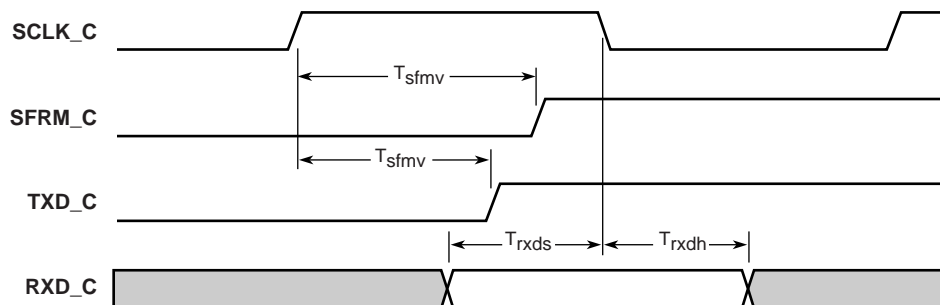 SCLK_C
Tsfmv
SFRM_C
Tsfmv
TXD_C
Trxds Trxdh
RXD_C